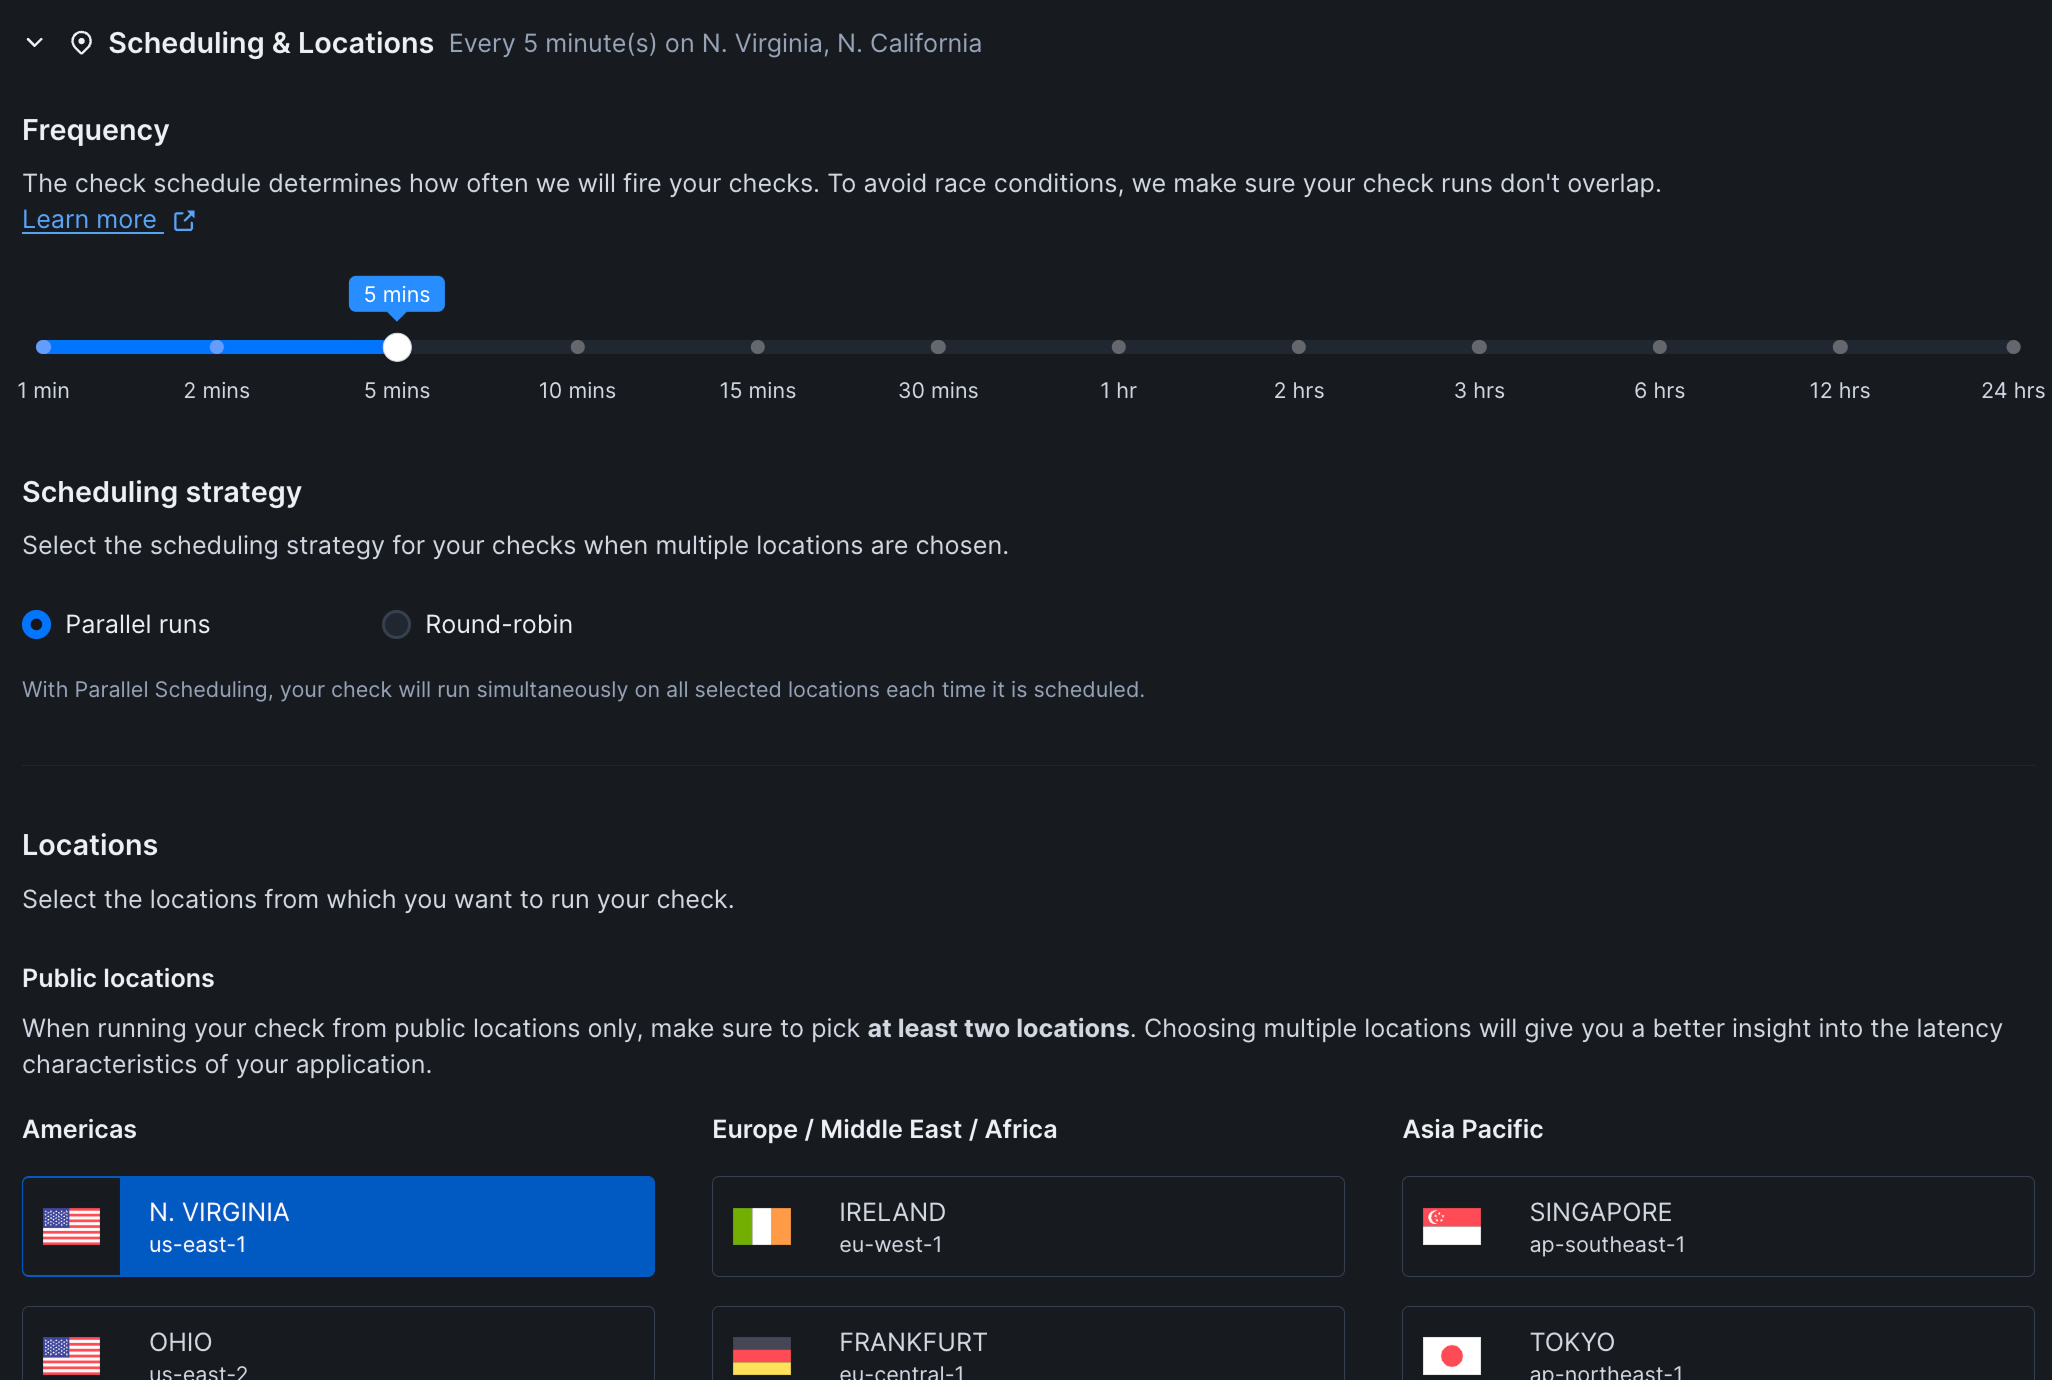 Scheduling & Locations Every 5 minute(s) on N. Virginia, N. California
Frequency
The check schedule determines how often we will fire your checks. To avoid race conditions, we make sure your check runs don't overlap.
Learn more
5 mins
1 min 2 mins 5 mins 10 mins 15 mins 30 mins 1 hr 2 hrs 3 hrs 6 hrs 12 hrs 24 hrs
Scheduling strategy
Select the scheduling strategy for your checks when multiple locations are chosen.
Parallel runs Round-robin
With Parallel Scheduling, your check will run simultaneously on all selected locations each time it is scheduled.
Locations
Select the locations from which you want to run your check.
Public locations
When running your check from public locations only, make sure to pick at least two locations. Choosing multiple locations will give you a better insight into the latency
characteristics of your application.
Americas Europe / Middle East / Africa Asia Pacific
N. VIRGINIA IRELAND SINGAPORE
us-east-1 eu-west-1 ap-southeast-1
OHIO FRANKFURT TOKYO
us-east-2 eu-central-1 ap-northeast-1